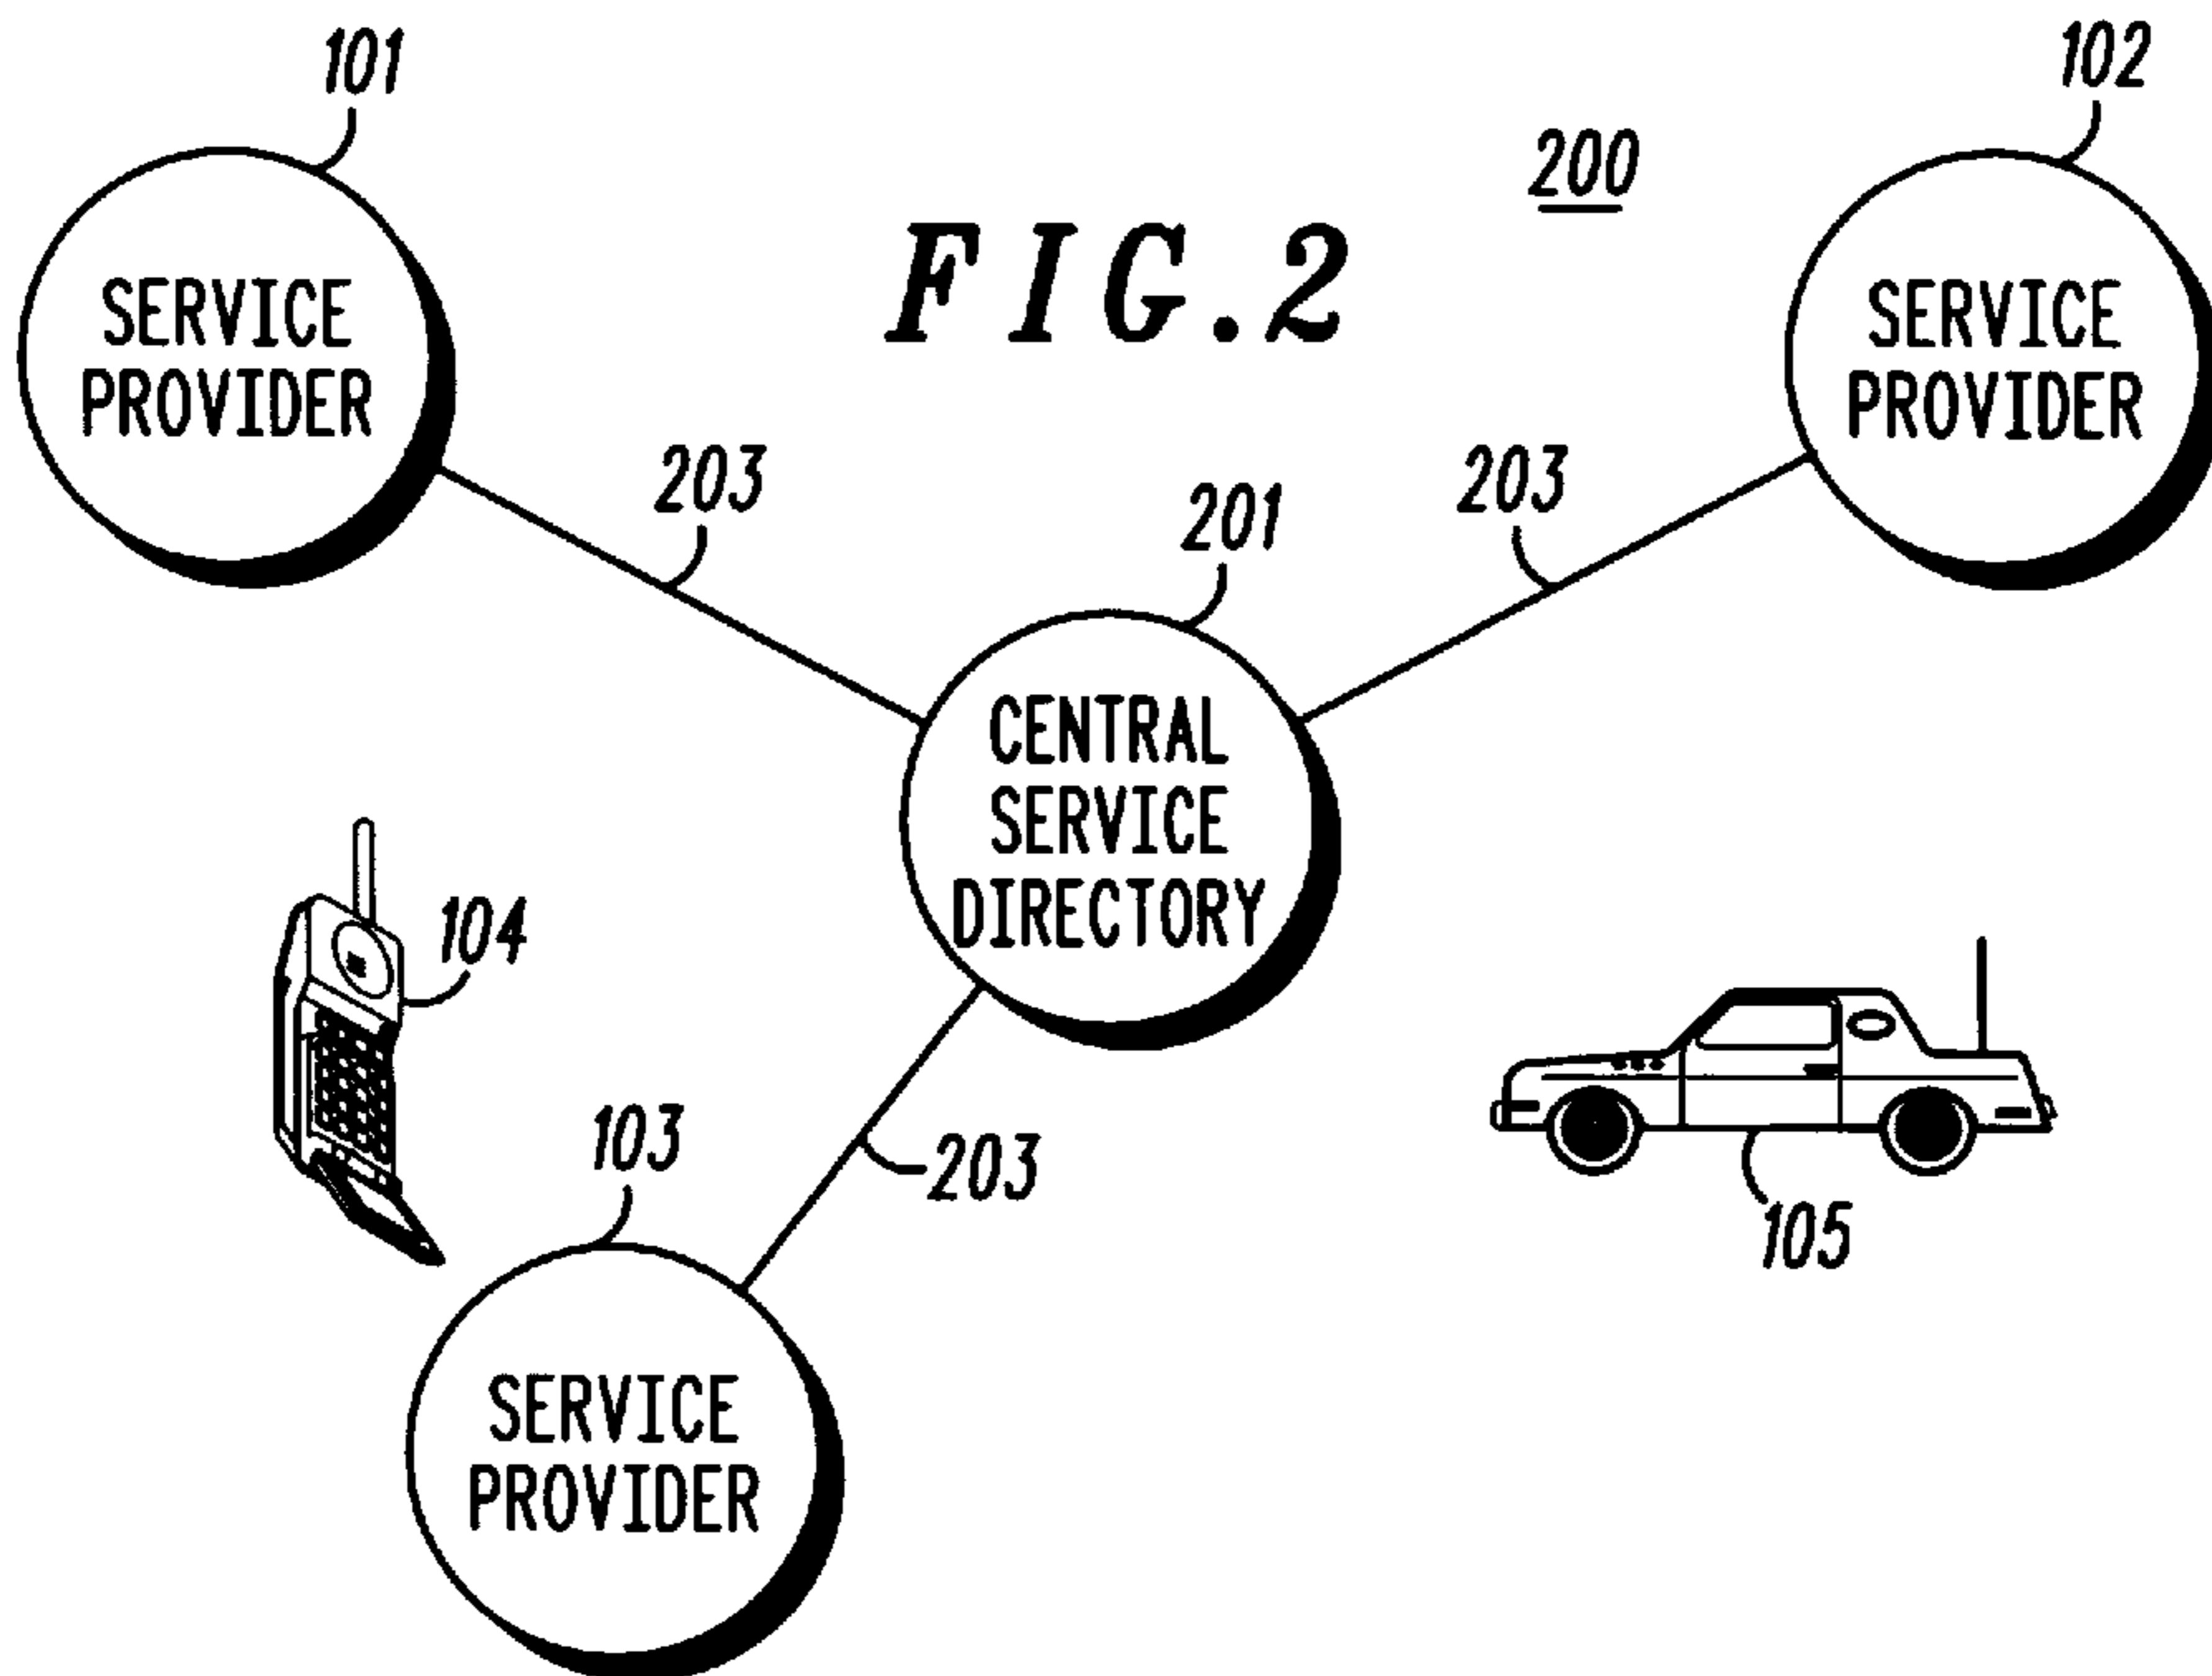 101
102
200
FIG.2
SERVICE
PROVIDER
SERVICE
PROVIDER
203
203
201
CENTRAL
SERVICE
DIRECTORY
104
103
203
105
SERVICE
PROVIDER